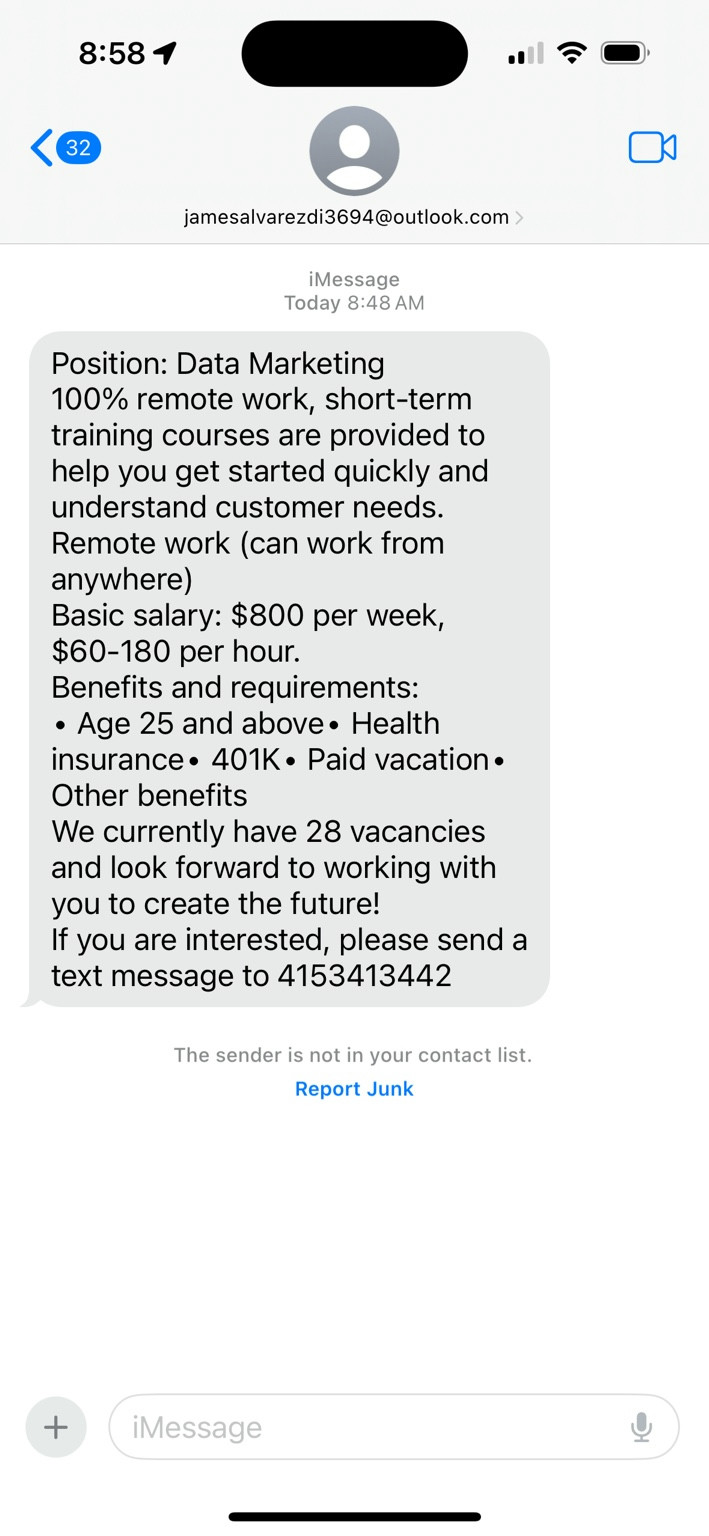 8:58
32
jamesalvarezdi3694@outlook.com
iMessage
Today 8:48 AM
Position: Data Marketing
100% remote work, short-term
training courses are provided to
help you get started quickly and
understand customer needs.
Remote work (can work from
anywhere)
Basic salary: $800 per week,
$60-180 per hour.
Benefits and requirements:
• Age 25 and above• Health
insurance• 401K• Paid vacation•
Other benefits
We currently have 28 vacancies
and look forward to working with
you to create the future!
If you are interested, please send a
text message to 4153413442
The sender is not in your contact list.
Report Junk
iMessage